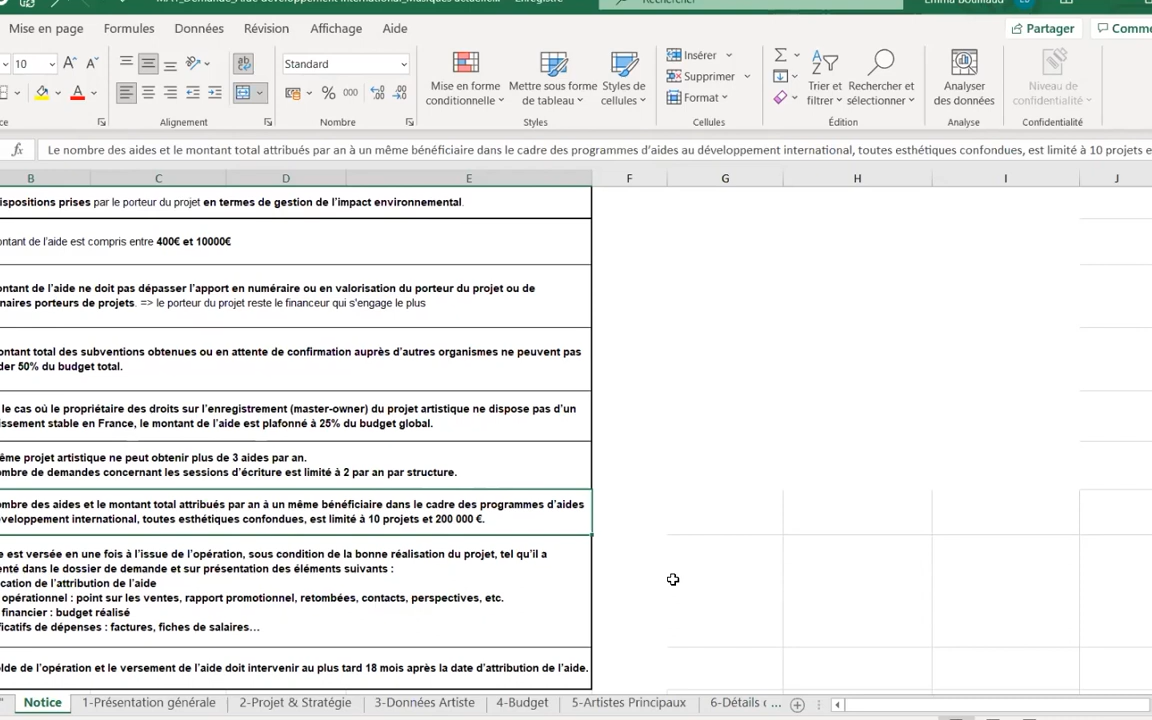 Mise en page Formules Données Révision Affichage Aide Partager
10 Standard Insérer
Supprimer
Format
Mise en forme conditionnelle
Mettre sous forme de tableau
Styles de cellules
Trier et filtrer
Rechercher et sélectionner
Analyser des données
Niveau de confidentialité
Alignement Nombre Styles Cellules Édition Analyse Confidentialité
fx Le nombre des aides et le montant total attribués par an à un même bénéficiaire dans le cadre des programmes d'aides au développement international, toutes esthétiques confondues, est limité à 10 projets e
B C D E F G H I J
ispositions prises par le porteur du projet en termes de gestion de l'impact environnemental.
ontant de l'aide est compris entre 400€ et 10000€
ontant de l'aide ne doit pas dépasser l'apport en numéraire ou en valorisation du porteur du projet ou de
naires porteurs de projets. => le porteur du projet reste le financeur qui s'engage le plus
ontant total des subventions obtenues ou en attente de confirmation auprès d'autres organismes ne peuvent pas
der 50% du budget total.
le cas où le propriétaire des droits sur l'enregistrement (master-owner) du projet artistique ne dispose pas d'un
issement stable en France, le montant de l'aide est plafonné à 25% du budget global.
ême projet artistique ne peut obtenir plus de 3 aides par an.
ombre de demandes concernant les sessions d'écriture est limité à 2 par an par structure.
ombre des aides et le montant total attribués par an à un même bénéficiaire dans le cadre des programmes d'aides
veloppement international, toutes esthétiques confondues, est limité à 10 projets et 200 000 €.
e est versée en une fois à l'issue de l'opération, sous condition de la bonne réalisation du projet, tel qu'il a
enté dans le dossier de demande et sur présentation des éléments suivants :
cation de l'attribution de l'aide
opérationnel : point sur les ventes, rapport promotionnel, retombées, contacts, perspectives, etc.
financier : budget réalisé
ficatifs de dépenses : factures, fiches de salaires…
lde de l'opération et le versement de l'aide doit intervenir au plus tard 18 mois après la date d'attribution de l'aide.
Notice 1-Présentation générale 2-Projet & Stratégie 3-Données Artiste 4-Budget 5-Artistes Principaux 6-Détails c ...